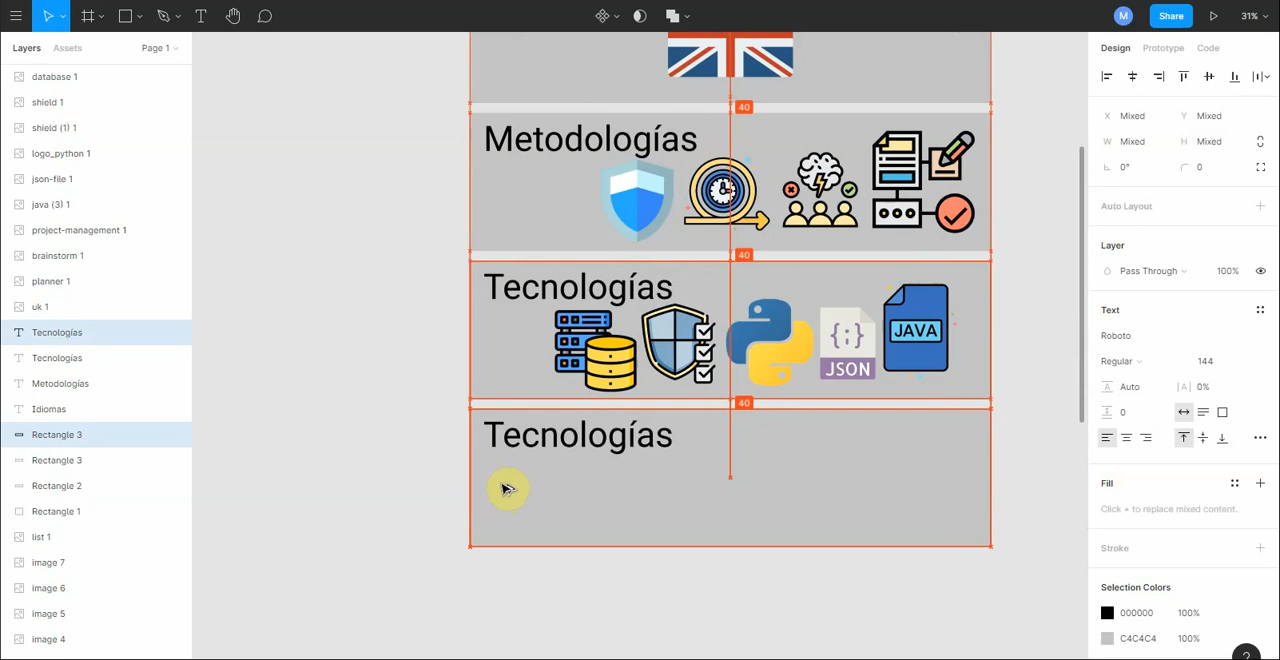 M
Share
31%
Layers
Assets
Page 1
Design
Prototype
Code
database 1
shield 1
shield (1) 1
logo_python 1
json-file 1
java (3) 1
project-management 1
brainstorm 1
planner 1
uk 1
Tecnologías
Tecnologías
Metodologías
Idiomas
Rectangle 3
Rectangle 3
Rectangle 2
Rectangle 1
list 1
image 7
image 6
image 5
image 4
40
Metodologías
40
Tecnologías
{;}
JSON
JAVA
40
Tecnologías
X Mixed Y Mixed
W Mixed H Mixed
0° 0
Auto Layout
Layer
Pass Through 100%
Text
Roboto
Regular 144
Auto |A| 0%
0
Fill
Click + to replace mixed content.
Stroke
Selection Colors
000000 100%
C4C4C4 100%
?